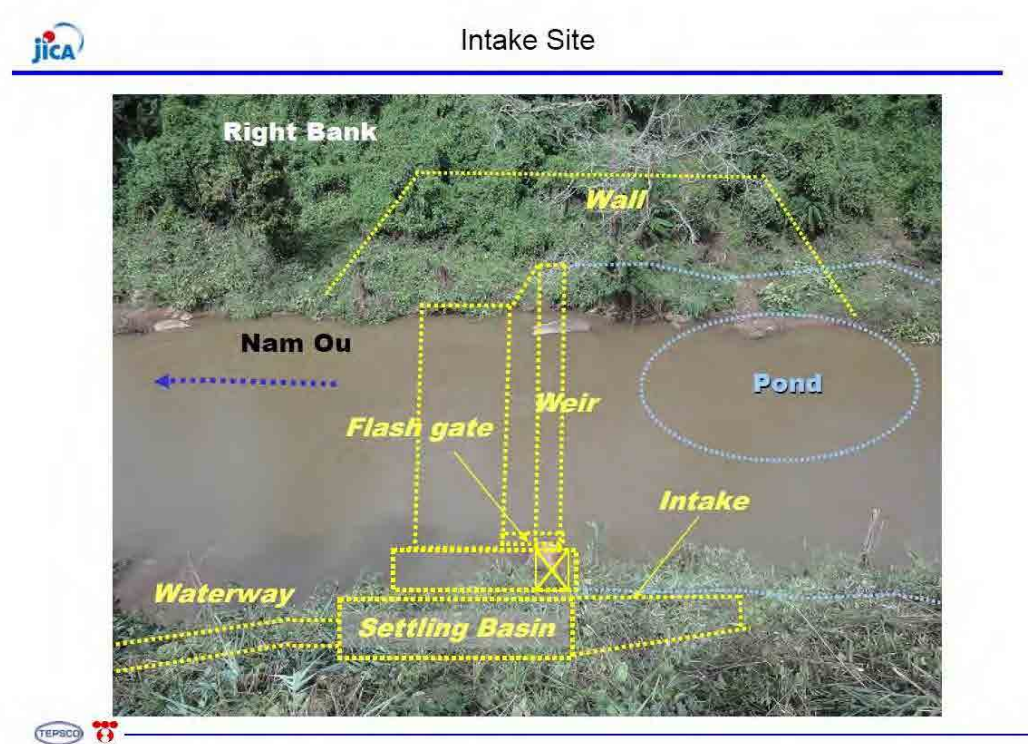 jica
Intake Site
Right Bank
Wall
Nam Ou
Pond
Weir
Flash gate
Intake
Waterway
Settling Basin
TEPSCO